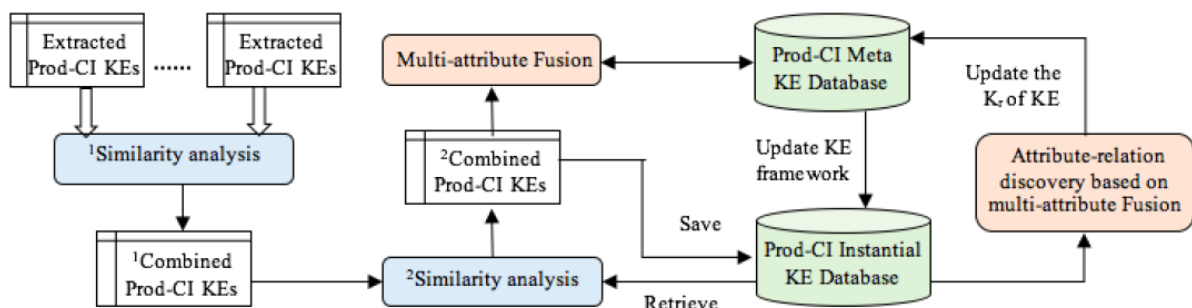 Extracted
Prod-CI KEs
......
Extracted
Prod-CI KEs
1Similarity analysis
1Combined
Prod-CI KEs
Multi-attribute Fusion
2Combined
Prod-CI KEs
2Similarity analysis
Save
Retrieve
Prod-CI Meta
KE Database
Update KE
framework
Prod-CI Instantial
KE Database
Update the
Kr of KE
Attribute-relation
discovery based on
multi-attribute Fusion